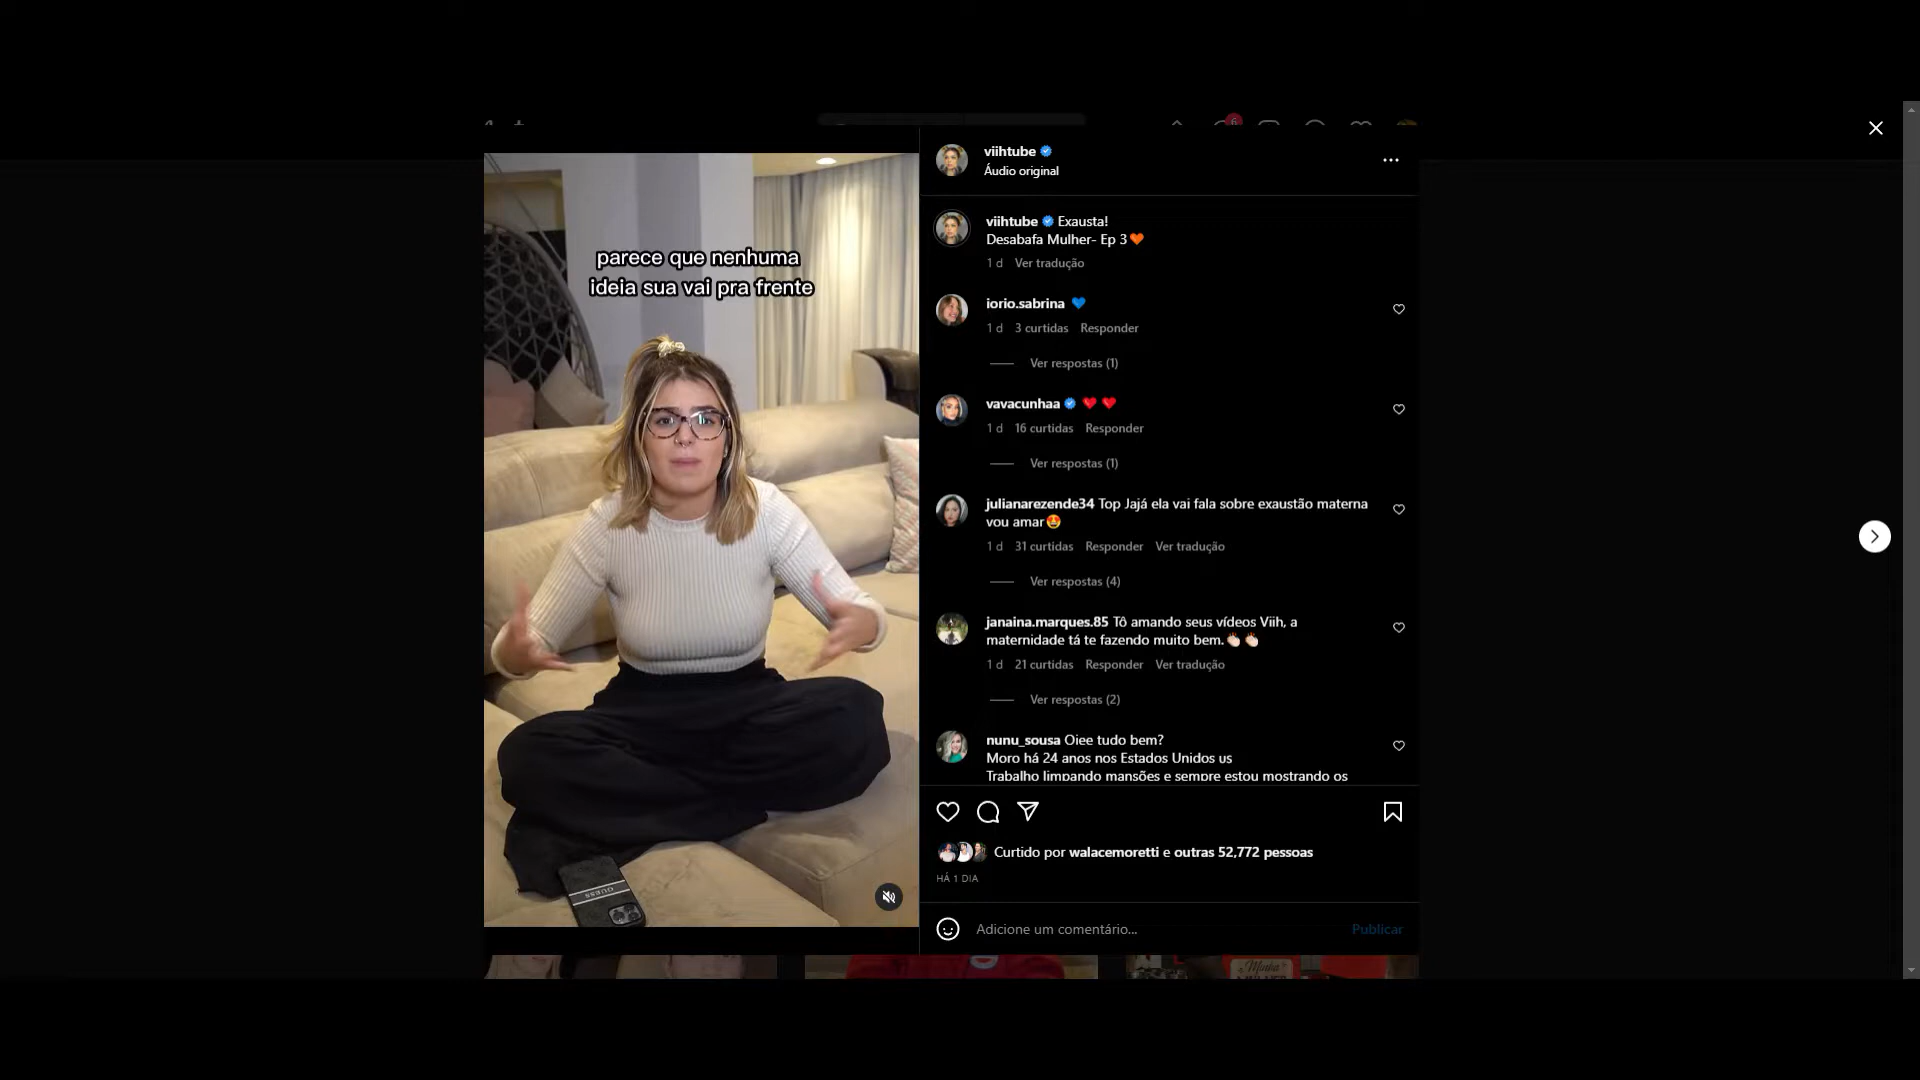 6
viihtube
Áudio original
parece que nenhuma
ideia sua vai pra frente
GUESS
viihtube Exausta!
Desabafa Mulher- Ep 3🧡
1 d Ver tradução
iorio.sabrina 💙
1 d 3 curtidas Responder
Ver respostas (1)
vavacunhaa ❤️ ❤️
1 d 16 curtidas Responder
Ver respostas (1)
julianarezende34 Top Jajá ela vai fala sobre exaustão materna
vou amar😍
1 d 31 curtidas Responder Ver tradução
Ver respostas (4)
janaina.marques.85 Tô amando seus vídeos Viih, a
maternidade tá te fazendo muito bem.👏🏻👏🏻
1 d 21 curtidas Responder Ver tradução
Ver respostas (2)
nunu_sousa Oiee tudo bem?
Moro há 24 anos nos Estados Unidos us
Trabalho limpando mansões e sempre estou mostrando os
Curtido por walacemoretti e outras 52,772 pessoas
HÁ 1 DIA
Adicione um comentário...
Publicar
Minha